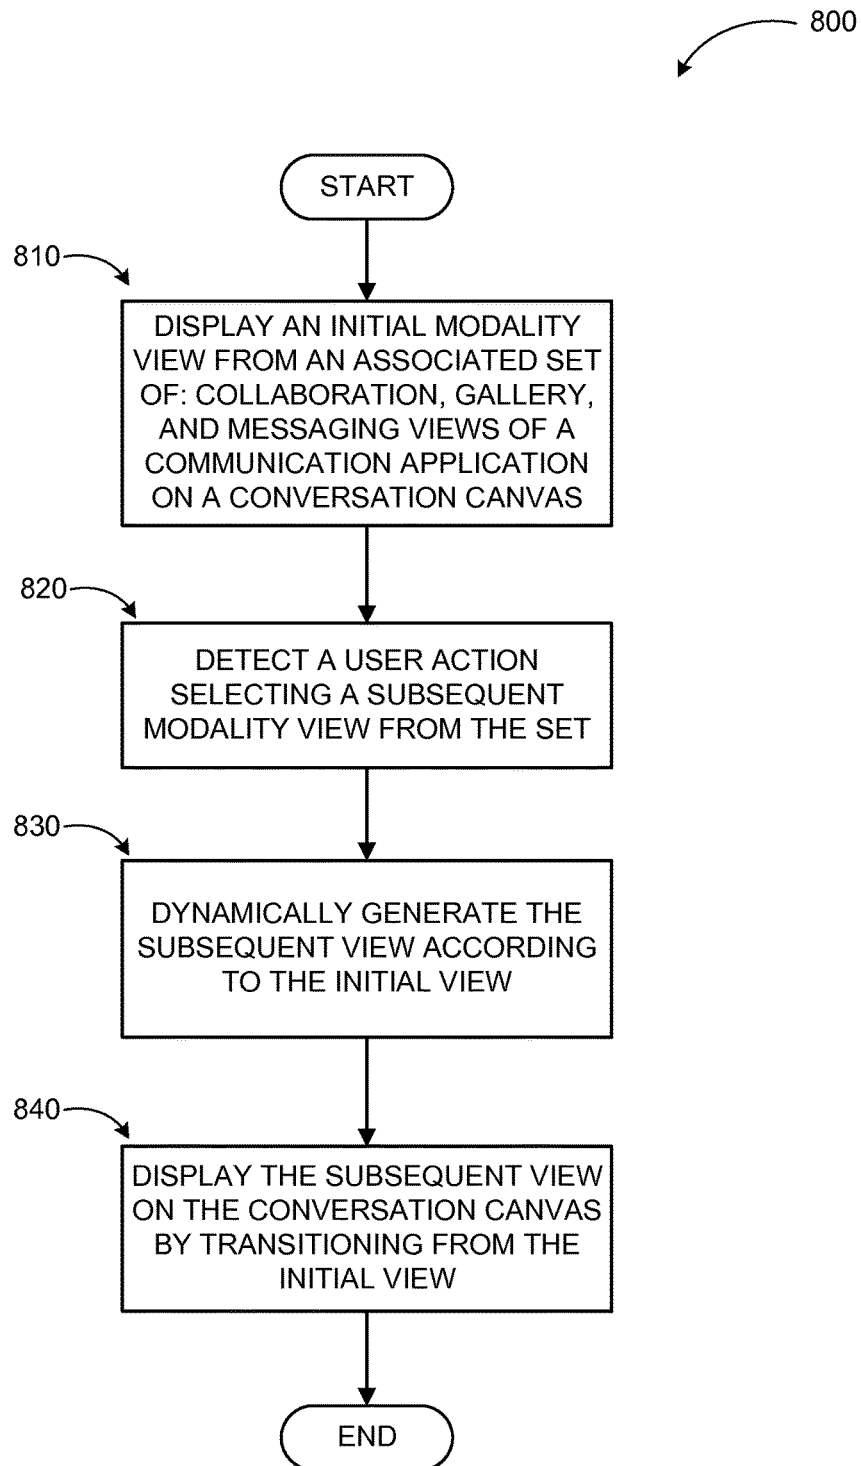 800
START
810
DISPLAY AN INITIAL MODALITY
VIEW FROM AN ASSOCIATED SET
OF: COLLABORATION, GALLERY,
AND MESSAGING VIEWS OF A
COMMUNICATION APPLICATION
ON A CONVERSATION CANVAS
820
DETECT A USER ACTION
SELECTING A SUBSEQUENT
MODALITY VIEW FROM THE SET
830
DYNAMICALLY GENERATE THE
SUBSEQUENT VIEW ACCORDING
TO THE INITIAL VIEW
840
DISPLAY THE SUBSEQUENT VIEW
ON THE CONVERSATION CANVAS
BY TRANSITIONING FROM THE
INITIAL VIEW
END